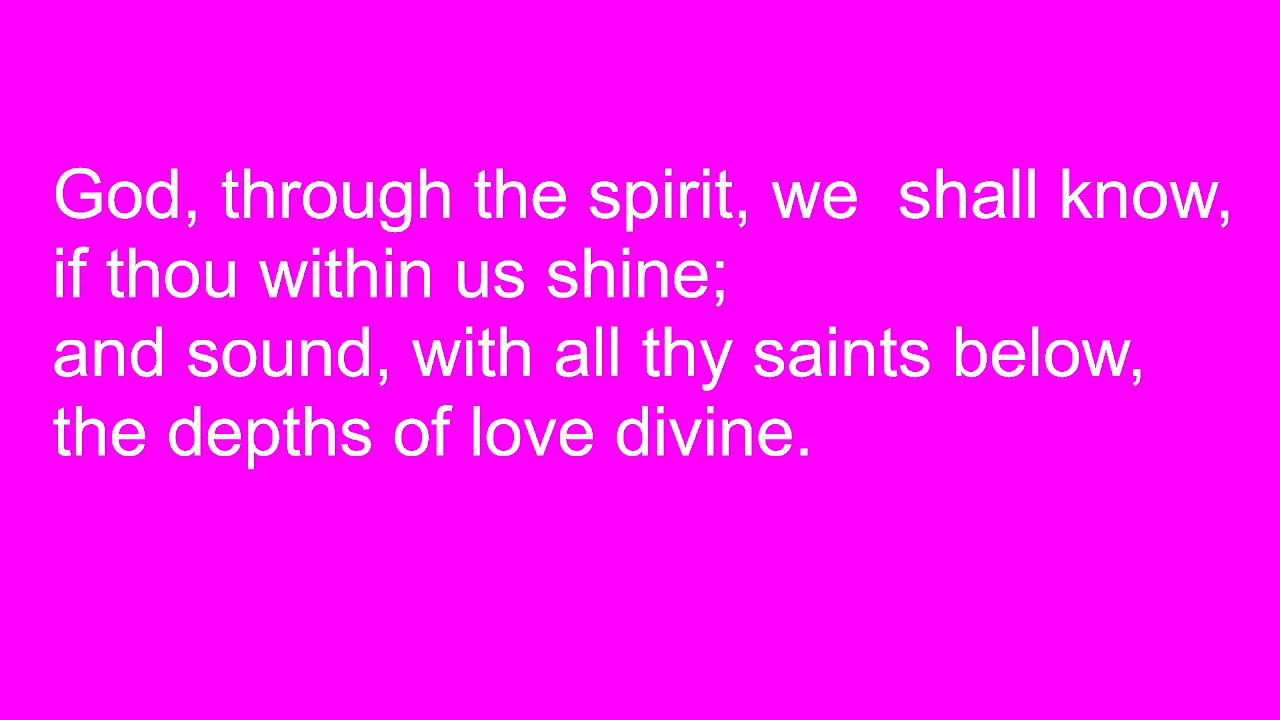 God, through the spirit, we  shall know,
if thou within us shine;
and sound, with all thy saints below,
the depths of love divine.